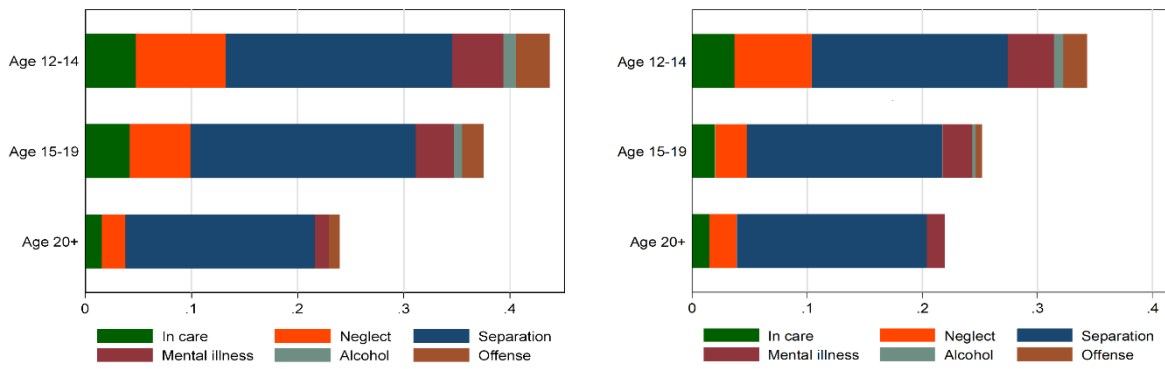 Age 12-14
Age 15-19
Age 20+
0 .1 .2 .3 .4
In care Neglect Separation
Mental illness Alcohol Offense
Age 12-14
Age 15-19
Age 20+
0 .1 .2 .3 .4
In care Neglect Separation
Mental illness Alcohol Offense